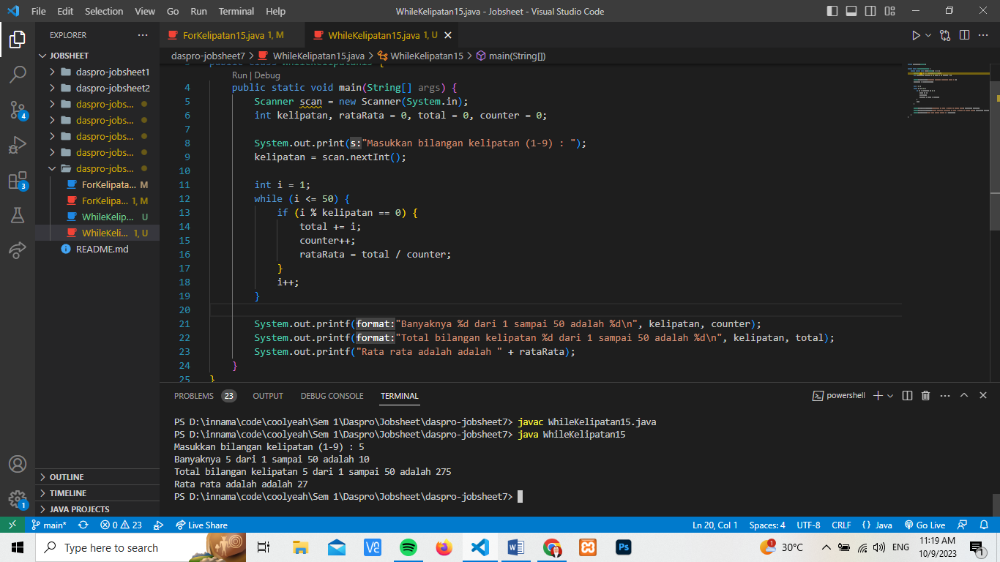 File Edit Selection View Go Run Terminal Help WhileKelipatan15.java - Jobsheet - Visual Studio Code
EXPLORER
JOBSHEET
daspro-jobsheet1
daspro-jobsheet2
daspro-jobs...
daspro-jobs...
daspro-jobs...
daspro-jobs...
daspro-jobs...
ForKelipata... M
ForKelipa... 1, M
WhileKelip... U
WhileKeli... 1, U
README.md
OUTLINE
TIMELINE
JAVA PROJECTS
4
3
1
ForKelipatan15.java 1, M WhileKelipatan15.java 1, U
daspro-jobsheet7 > WhileKelipatan15.java > WhileKelipatan15 > main(String[])
3 public class WhileKelipatan15 {
Run | Debug
4 public static void main(String[] args) {
5 Scanner scan = new Scanner(System.in);
6 int kelipatan, rataRata = 0, total = 0, counter = 0;
7
8 System.out.print(s:"Masukkan bilangan kelipatan (1-9) : ");
9 kelipatan = scan.nextInt();
10
11 int i = 1;
12 while (i <= 50) {
13 if (i % kelipatan == 0) {
14 total += i;
15 counter++;
16 rataRata = total / counter;
17 }
18 i++;
19 }
20
21 System.out.printf(format:"Banyaknya %d dari 1 sampai 50 adalah %d\n", kelipatan, counter);
22 System.out.printf(format:"Total bilangan kelipatan %d dari 1 sampai 50 adalah %d\n", kelipatan, total);
23 System.out.printf("Rata rata adalah adalah " + rataRata);
24 }
25 }
PROBLEMS 23 OUTPUT DEBUG CONSOLE TERMINAL powershell
PS D:\innama\code\coolyeah\Sem 1\Daspro\Jobsheet\daspro-jobsheet7> javac WhileKelipatan15.java
PS D:\innama\code\coolyeah\Sem 1\Daspro\Jobsheet\daspro-jobsheet7> java WhileKelipatan15
Masukkan bilangan kelipatan (1-9) : 5
Banyaknya 5 dari 1 sampai 50 adalah 10
Total bilangan kelipatan 5 dari 1 sampai 50 adalah 275
Rata rata adalah adalah 27
PS D:\innama\code\coolyeah\Sem 1\Daspro\Jobsheet\daspro-jobsheet7>
main* 0 23 Live Share Ln 20, Col 1 Spaces: 4 UTF-8 CRLF {} Java Go Live
Type here to search 1 30°C ENG 11:19 AM
10/9/2023 1